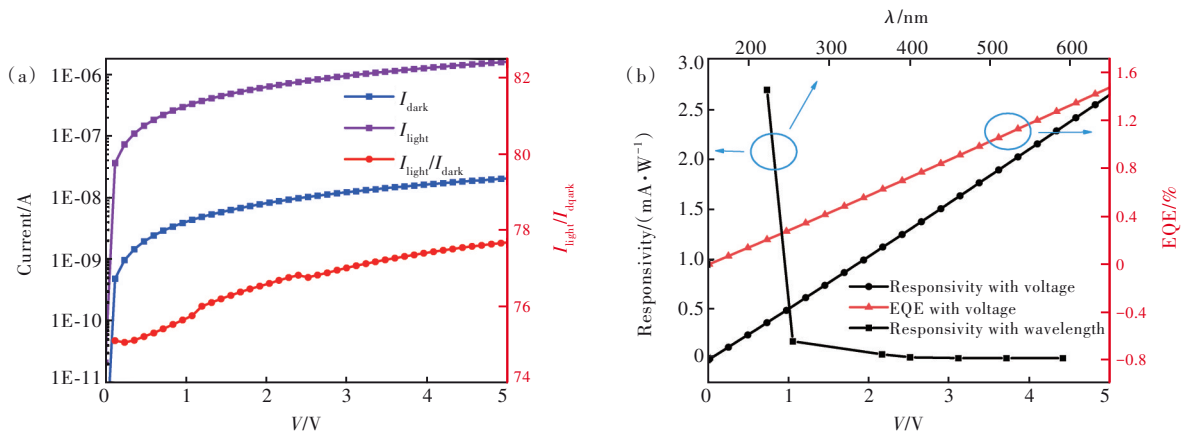 (a)
1E-06
1E-07
1E-08
1E-09
1E-10
1E-11
Current/A
0 1 2 3 4 5
V/V
82
80
78
76
74
I_light/I_dqark
I_dark
I_light
I_light/I_dark
(b)
λ/nm
200 300 400 500 600
3.0
2.5
2.0
1.5
1.0
0.5
0
Responsivity/(mA·W⁻¹)
0 1 2 3 4 5
V/V
1.6
1.2
0.8
0.4
0
-0.4
-0.8
EQE/%
Responsivity with voltage
EQE with voltage
Responsivity with wavelength